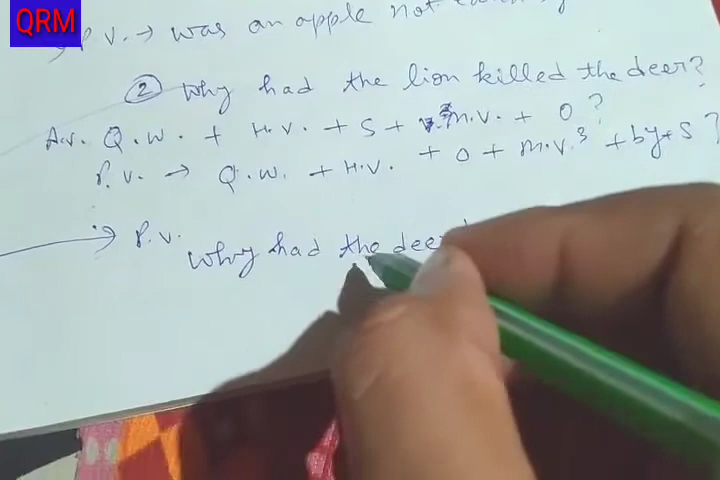 QRM
P.V. → was an apple not
② Why had the lion killed the deer?
A.V. Q.W. + H.V. + S + M.V.³ + O?
P.V. → Q.W. + H.V. + O + M.V.³ + by + S?
→ P.V. Why had the deer